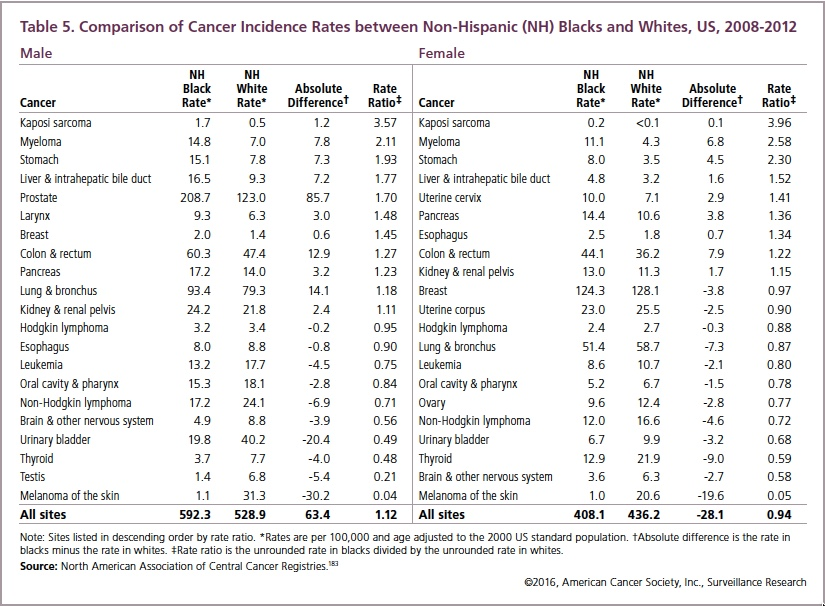 Table 5. Comparison of Cancer Incidence Rates between Non-Hispanic (NH) Blacks and Whites, US, 2008-2012
Male
NH NH
Black White Absolute Rate
Cancer Rate* Rate* Difference† Ratio‡
Kaposi sarcoma 1.7 0.5 1.2 3.57
Myeloma 14.8 7.0 7.8 2.11
Stomach 15.1 7.8 7.3 1.93
Liver & intrahepatic bile duct 16.5 9.3 7.2 1.77
Prostate 208.7 123.0 85.7 1.70
Larynx 9.3 6.3 3.0 1.48
Breast 2.0 1.4 0.6 1.45
Colon & rectum 60.3 47.4 12.9 1.27
Pancreas 17.2 14.0 3.2 1.23
Lung & bronchus 93.4 79.3 14.1 1.18
Kidney & renal pelvis 24.2 21.8 2.4 1.11
Hodgkin lymphoma 3.2 3.4 -0.2 0.95
Esophagus 8.0 8.8 -0.8 0.90
Leukemia 13.2 17.7 -4.5 0.75
Oral cavity & pharynx 15.3 18.1 -2.8 0.84
Non-Hodgkin lymphoma 17.2 24.1 -6.9 0.71
Brain & other nervous system 4.9 8.8 -3.9 0.56
Urinary bladder 19.8 40.2 -20.4 0.49
Thyroid 3.7 7.7 -4.0 0.48
Testis 1.4 6.8 -5.4 0.21
Melanoma of the skin 1.1 31.3 -30.2 0.04
All sites 592.3 528.9 63.4 1.12
Female
NH NH
Black White Absolute Rate
Cancer Rate* Rate* Difference† Ratio‡
Kaposi sarcoma 0.2 <0.1 0.1 3.96
Myeloma 11.1 4.3 6.8 2.58
Stomach 8.0 3.5 4.5 2.30
Liver & intrahepatic bile duct 4.8 3.2 1.6 1.52
Uterine cervix 10.0 7.1 2.9 1.41
Pancreas 14.4 10.6 3.8 1.36
Esophagus 2.5 1.8 0.7 1.34
Colon & rectum 44.1 36.2 7.9 1.22
Kidney & renal pelvis 13.0 11.3 1.7 1.15
Breast 124.3 128.1 -3.8 0.97
Uterine corpus 23.0 25.5 -2.5 0.90
Hodgkin lymphoma 2.4 2.7 -0.3 0.88
Lung & bronchus 51.4 58.7 -7.3 0.87
Leukemia 8.6 10.7 -2.1 0.80
Oral cavity & pharynx 5.2 6.7 -1.5 0.78
Ovary 9.6 12.4 -2.8 0.77
Non-Hodgkin lymphoma 12.0 16.6 -4.6 0.72
Urinary bladder 6.7 9.9 -3.2 0.68
Thyroid 12.9 21.9 -9.0 0.59
Brain & other nervous system 3.6 6.3 -2.7 0.58
Melanoma of the skin 1.0 20.6 -19.6 0.05
All sites 408.1 436.2 -28.1 0.94
Note: Sites listed in descending order by rate ratio. *Rates are per 100,000 and age adjusted to the 2000 US standard population. †Absolute difference is the rate in
blacks minus the rate in whites. ‡Rate ratio is the unrounded rate in blacks divided by the unrounded rate in whites.
Source: North American Association of Central Cancer Registries.183
©2016, American Cancer Society, Inc., Surveillance Research